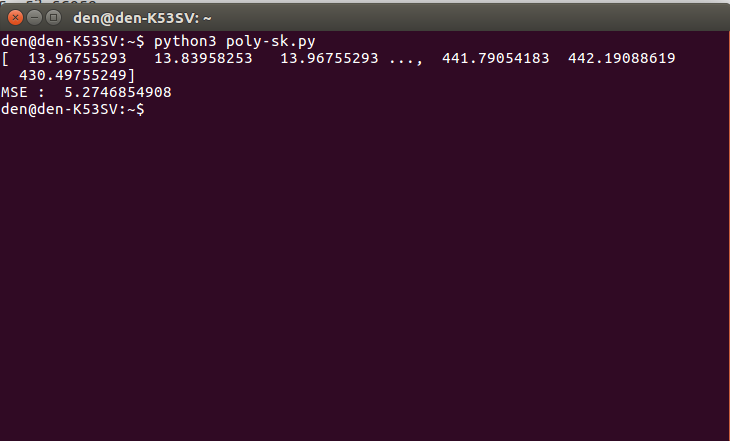 den@den-K53SV: ~
den@den-K53SV:~$ python3 poly-sk.py
[  13.96755293   13.83958253   13.96755293 ...,  441.79054183  442.19088619
  430.49755249]
MSE :  5.2746854908
den@den-K53SV:~$